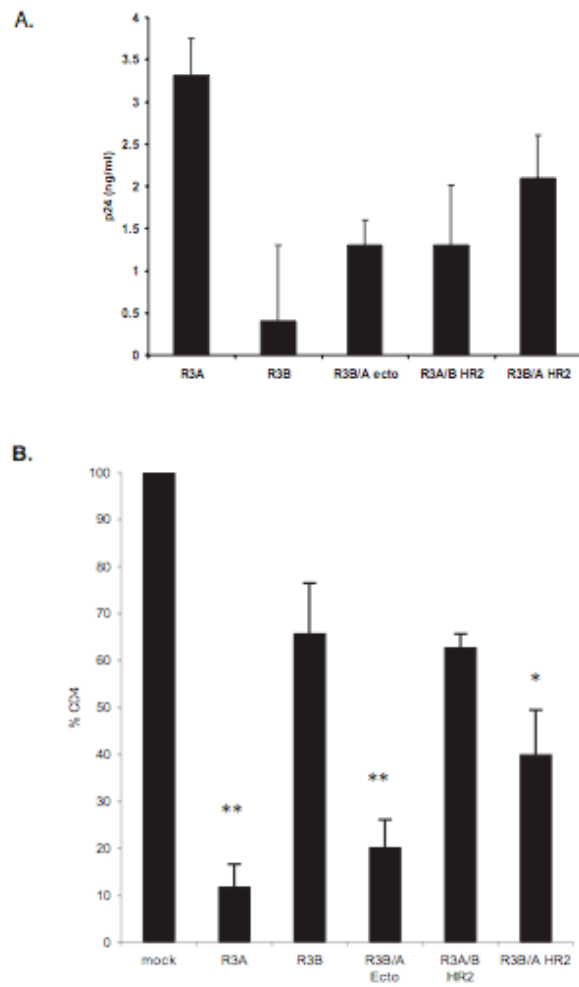 A.
4
3.5
3
2.5
2
1.5
1
0.5
0
p24 (ng/ml)
R3A R3B R3B/A ecto R3A/B HR2 R3B/A HR2
B.
100
90
80
70
60
50
40
30
20
10
0
% CD4
** ** *
mock R3A R3B R3B/A Ecto R3A/B HR2 R3B/A HR2